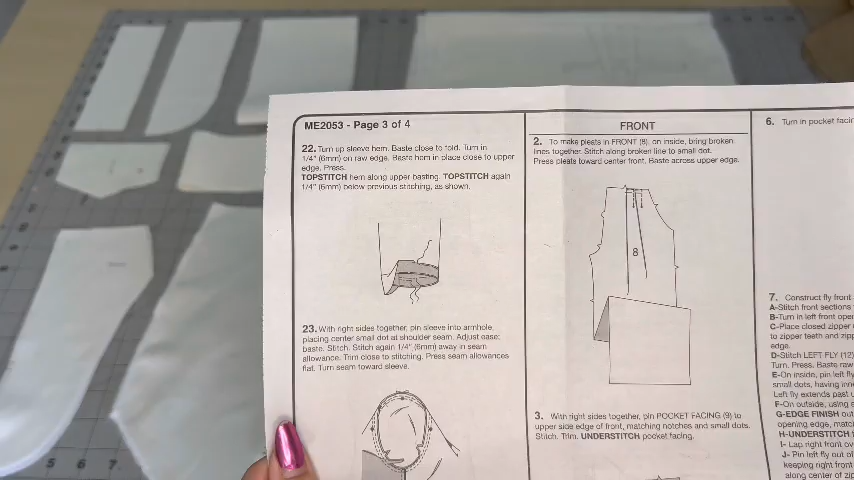 ME2053 - Page 3 of 4
22. Turn up sleeve hem. Baste close to fold. Turn in
1/4" (6mm) on raw edge. Baste hem in place close to upper
edge. Press.
TOPSTITCH hem along upper basting. TOPSTITCH again
1/4" (6mm) below previous stitching, as shown.
23. With right sides together, pin sleeve into armhole,
placing center small dot at shoulder seam. Adjust ease;
baste. Stitch. Stitch again 1/4" (6mm) away in seam
allowance. Trim close to stitching. Press seam allowances
flat. Turn seam toward sleeve.
FRONT
2. To make pleats in FRONT (8), on inside, bring broken
lines together. Stitch along broken line to small dot.
Press pleats toward center front. Baste across upper edge.
8
3. With right sides together, pin POCKET FACING (9) to
upper side edge of front, matching notches and small dots.
Stitch. Trim. UNDERSTITCH pocket facing.
6. Turn in pocket facin
7. Construct fly front
A-Stitch front sections
B-Turn in left front oper
C-Place closed zipper
to zipper teeth and zipp
edge.
D-Stitch LEFT FLY (12)
Turn. Press. Baste raw
E-On inside, pin left fly
small dots, having inn
Left fly extends past
F-On outside, using
G-EDGE FINISH out
opening edge, match
H-UNDERSTITCH
I- Lap right front ov
J- Pin left fly out of
keeping right front
along center of zip
5 6 7